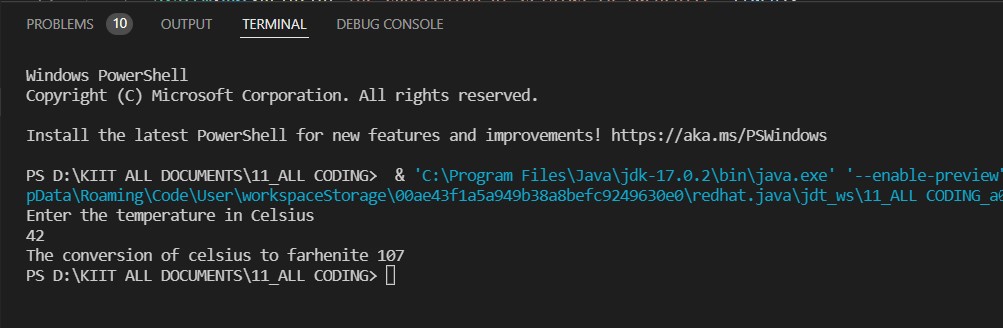 PROBLEMS 10 OUTPUT TERMINAL DEBUG CONSOLE
Windows PowerShell
Copyright (C) Microsoft Corporation. All rights reserved.
Install the latest PowerShell for new features and improvements! https://aka.ms/PSWindows
PS D:\KIIT ALL DOCUMENTS\11_ALL CODING>  & 'C:\Program Files\Java\jdk-17.0.2\bin\java.exe' '--enable-preview'
pData\Roaming\Code\User\workspaceStorage\00ae43f1a5a949b38a8befc9249630e0\redhat.java\jdt_ws\11_ALL CODING_a0
Enter the temperature in Celsius
42
The conversion of celsius to farhenite 107
PS D:\KIIT ALL DOCUMENTS\11_ALL CODING>